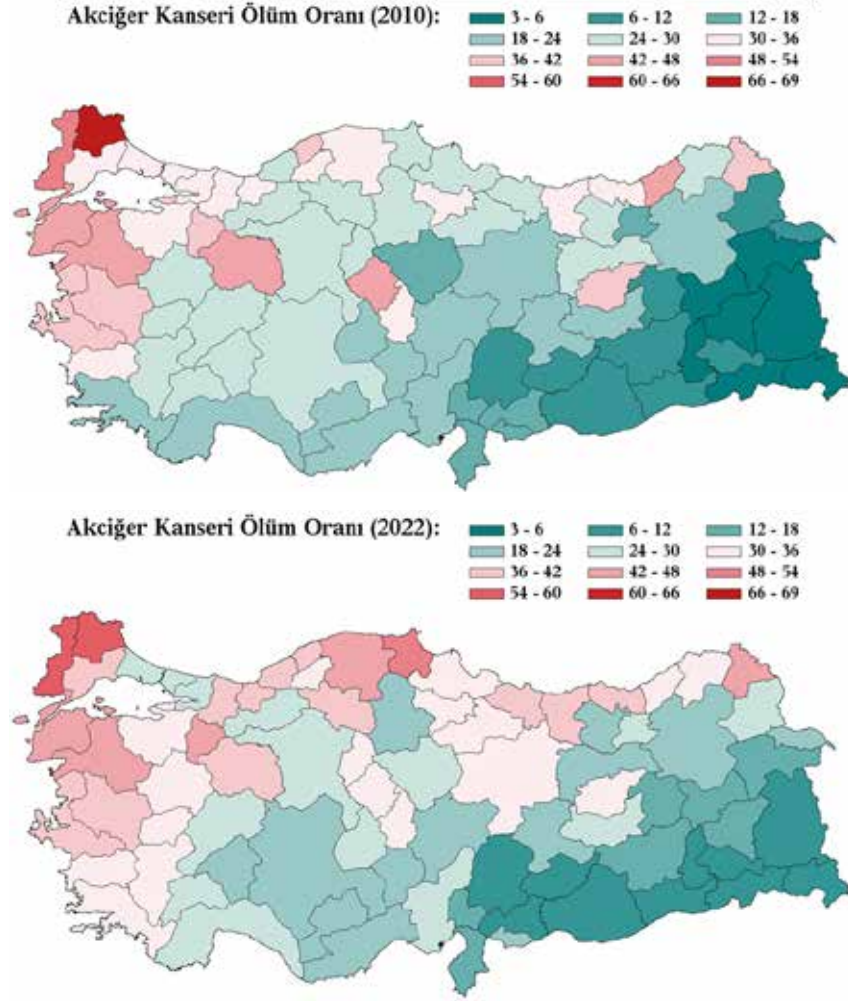 Akciğer Kanseri Ölüm Oranı (2010):
3 - 6 6 - 12 12 - 18
18 - 24 24 - 30 30 - 36
36 - 42 42 - 48 48 - 54
54 - 60 60 - 66 66 - 69
Akciğer Kanseri Ölüm Oranı (2022):
3 - 6 6 - 12 12 - 18
18 - 24 24 - 30 30 - 36
36 - 42 42 - 48 48 - 54
54 - 60 60 - 66 66 - 69